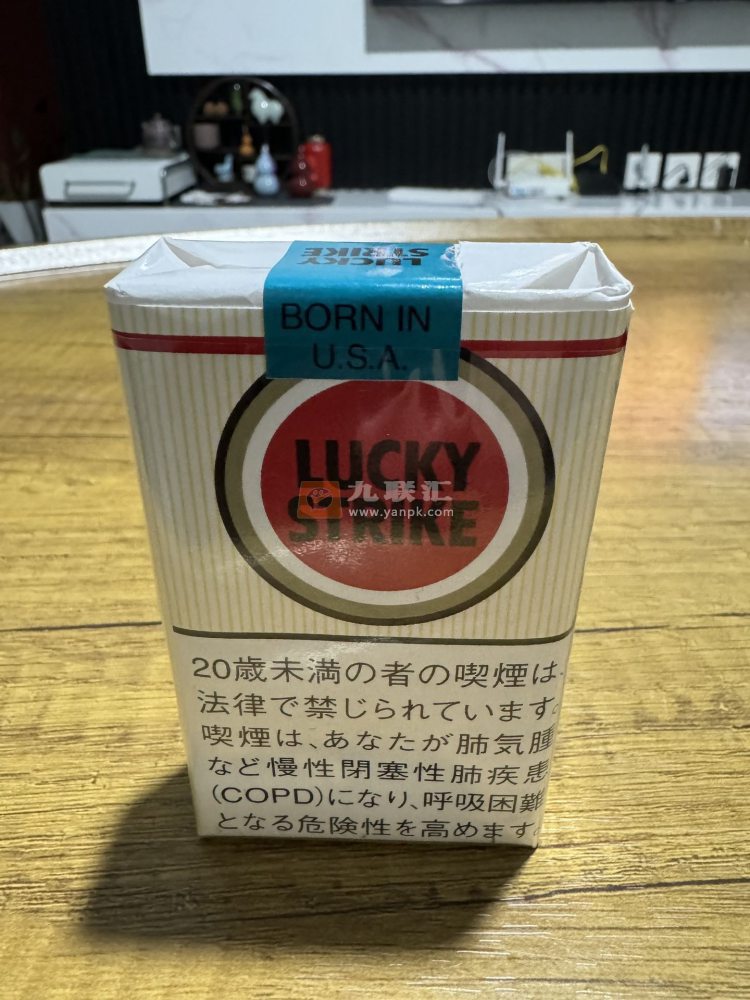 LUCKY
STRIKE
BORN IN
U.S.A.
LUCKY
STRIKE
九联汇
www.yanpk.com
20歳未満の者の喫煙は、
法律で禁じられています。
喫煙は、あなたが肺気腫
など慢性閉塞性肺疾患
(COPD)になり、呼吸困難
となる危険性を高めます。